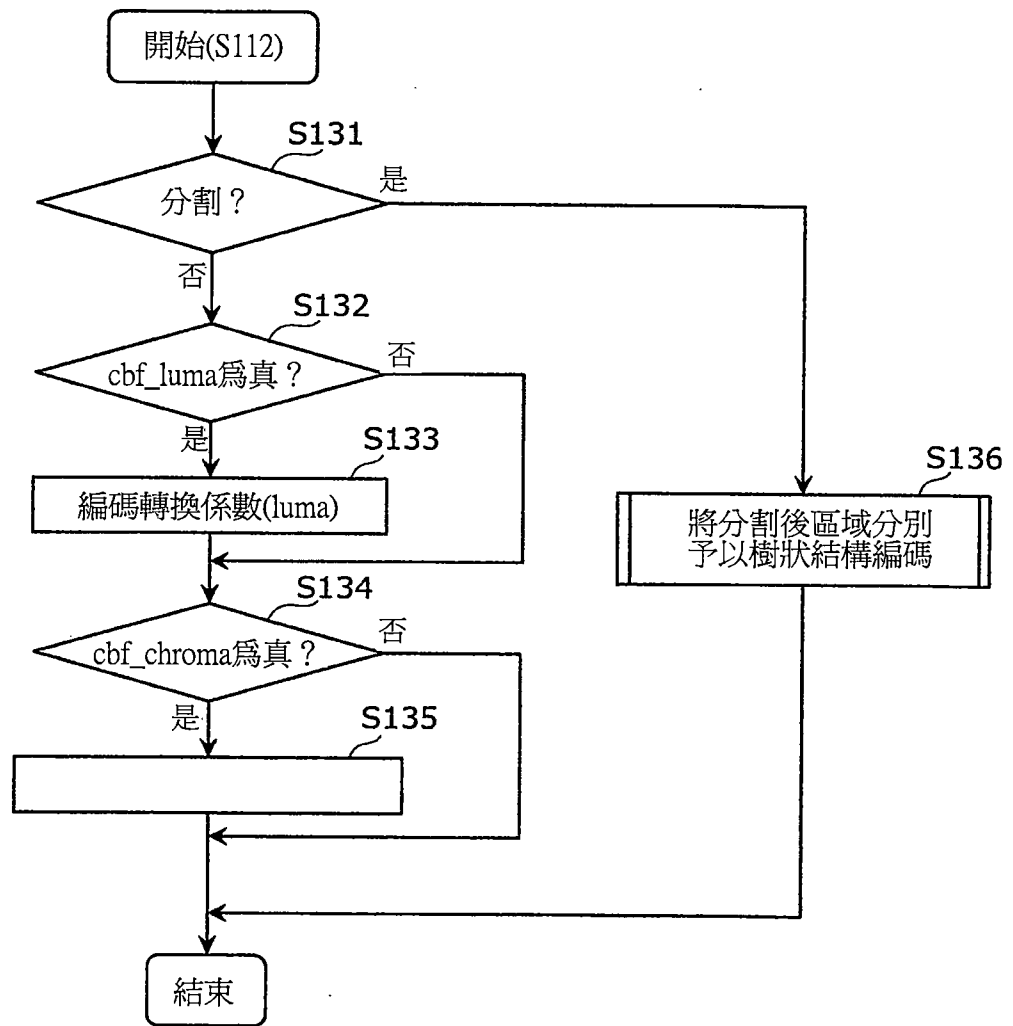 開始(S112)
S131
分割？
是
否
S132
cbf_luma爲真？
否
是
S133
編碼轉換係數(luma)
S136
將分割後區域分別
予以樹狀結構編碼
S134
cbf_chroma爲真？
否
是
S135
結束